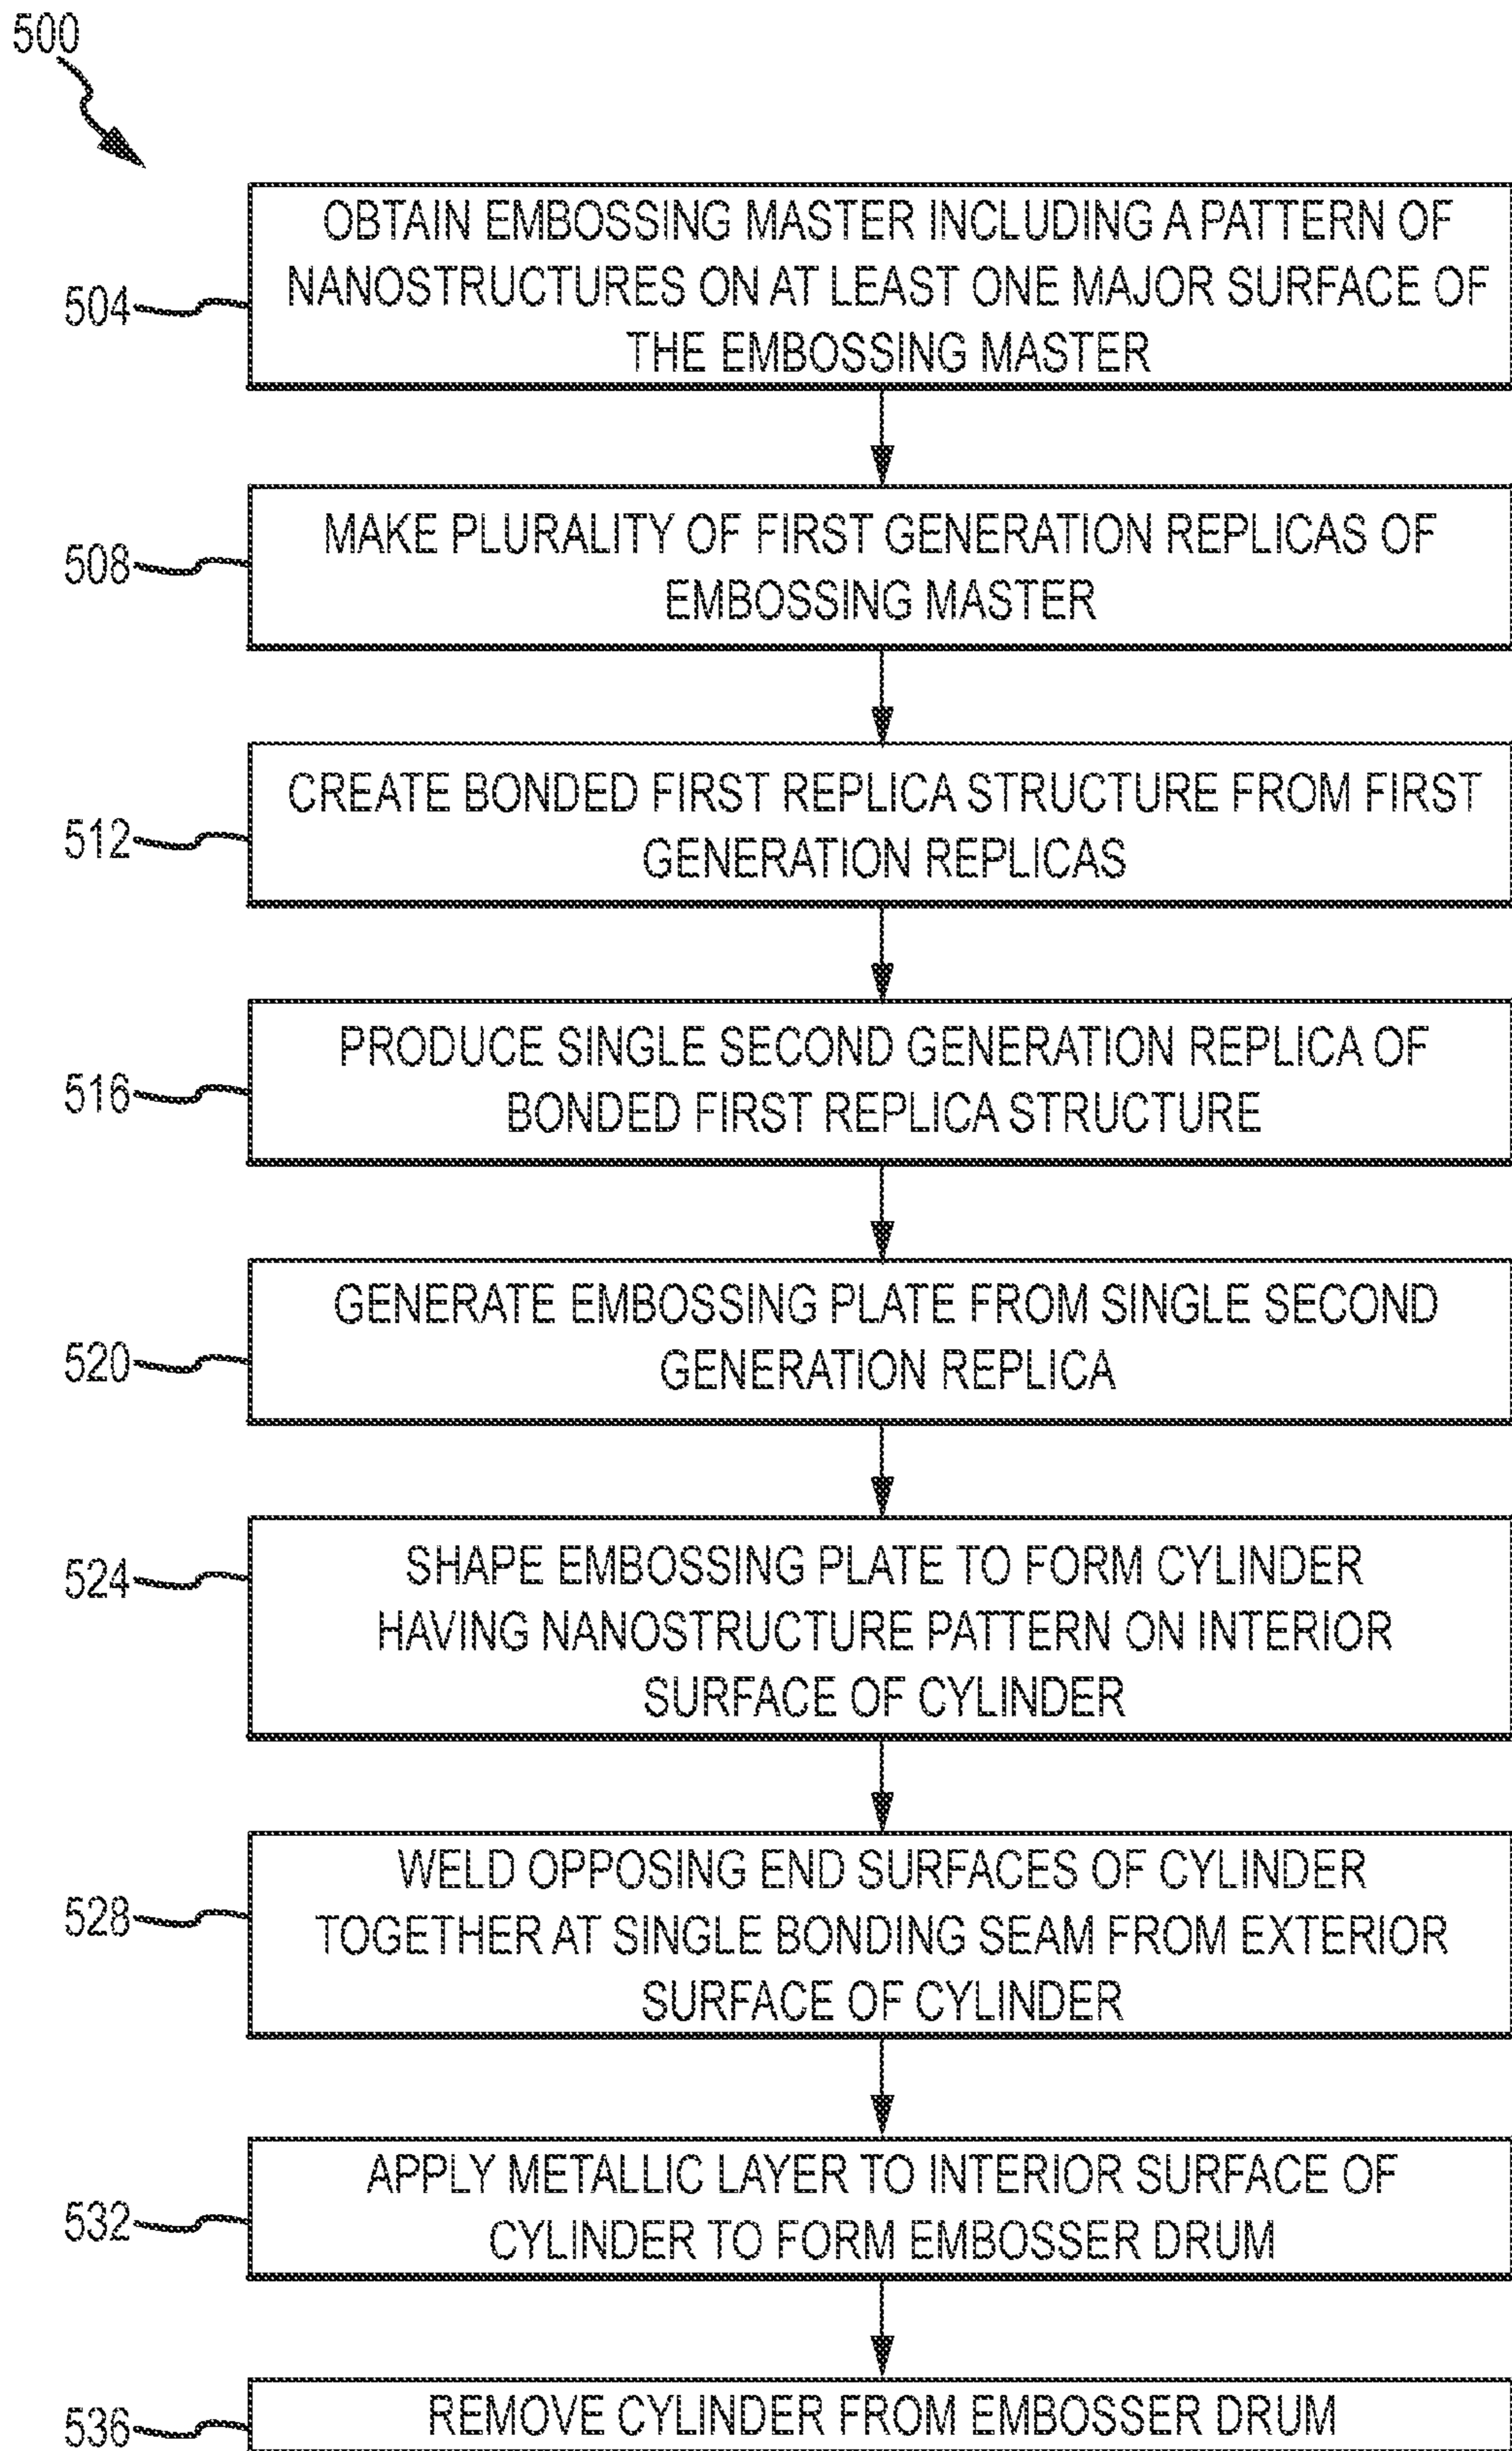 500
504
OBTAIN EMBOSSING MASTER INCLUDING A PATTERN OF
NANOSTRUCTURES ON AT LEAST ONE MAJOR SURFACE OF
THE EMBOSSING MASTER
508
MAKE PLURALITY OF FIRST GENERATION REPLICAS OF
EMBOSSING MASTER
512
CREATE BONDED FIRST REPLICA STRUCTURE FROM FIRST
GENERATION REPLICAS
516
PRODUCE SINGLE SECOND GENERATION REPLICA OF
BONDED FIRST REPLICA STRUCTURE
520
GENERATE EMBOSSING PLATE FROM SINGLE SECOND
GENERATION REPLICA
524
SHAPE EMBOSSING PLATE TO FORM CYLINDER
HAVING NANOSTRUCTURE PATTERN ON INTERIOR
SURFACE OF CYLINDER
528
WELD OPPOSING END SURFACES OF CYLINDER
TOGETHER AT SINGLE BONDING SEAM FROM EXTERIOR
SURFACE OF CYLINDER
532
APPLY METALLIC LAYER TO INTERIOR SURFACE OF
CYLINDER TO FORM EMBOSSER DRUM
536
REMOVE CYLINDER FROM EMBOSSER DRUM